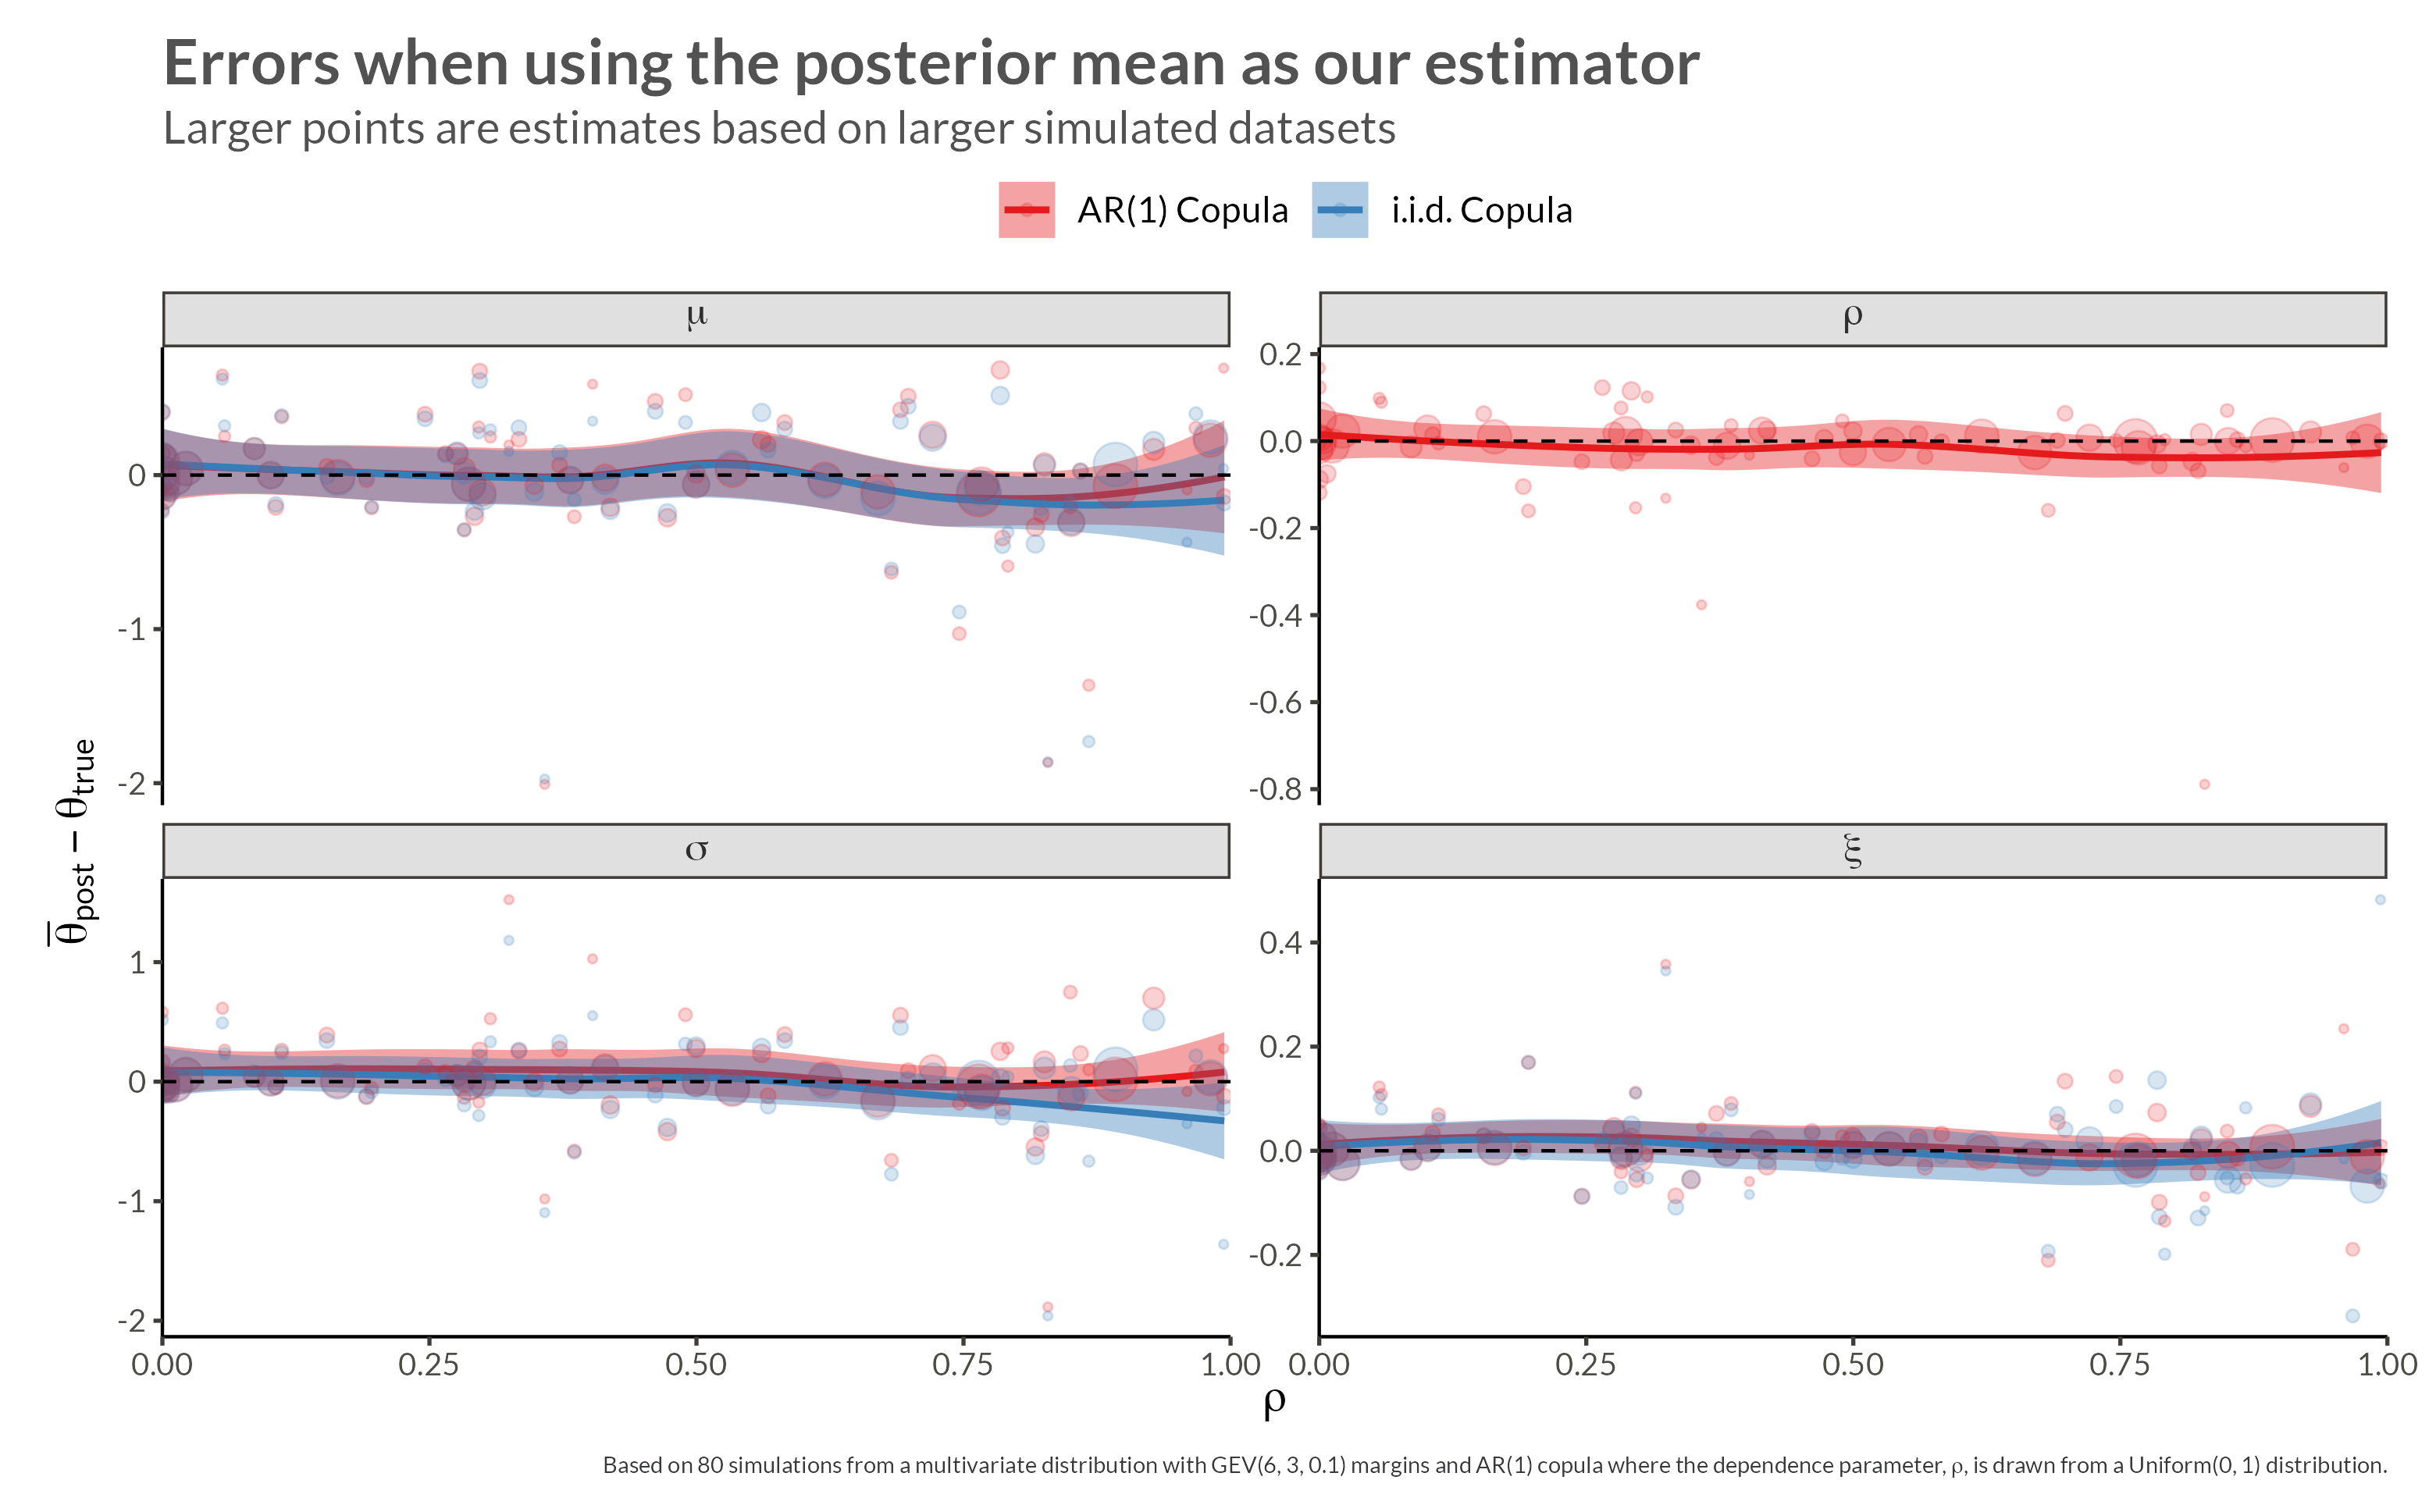 Errors when using the posterior mean as our estimator
Larger points are estimates based on larger simulated datasets
AR(1) Copula i.i.d. Copula
μ
ρ
0
-1
-2
0.2
0.0
-0.2
-0.4
-0.6
-0.8
σ
ξ
1
0
-1
-2
0.4
0.2
0.0
-0.2
θ̅post − θtrue
0.00 0.25 0.50 0.75 1.00 0.00 0.25 0.50 0.75 1.00
ρ
Based on 80 simulations from a multivariate distribution with GEV(6, 3, 0.1) margins and AR(1) copula where the dependence parameter, ρ, is drawn from a Uniform(0, 1) distribution.